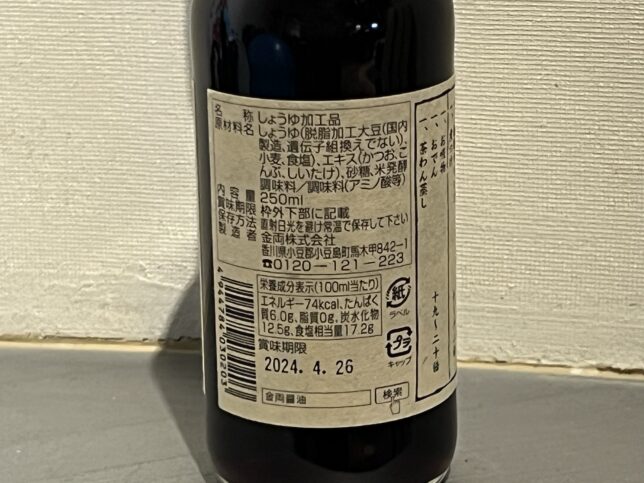 名称 しょうゆ加工品
原材料名 しょうゆ(脱脂加工大豆(国内
製造、遺伝子組換えでない)、
小麦、食塩)、エキス(かつお、こ
んぶ、しいたけ)、砂糖、米発酵
調味料/調味料(アミノ酸等)
内容量 250ml
賞味期限 枠外下部に記載
保存方法 直射日光を避け常温で保存して下さい
製造者 金両株式会社
香川県小豆郡小豆島町馬木甲842-1
☎0120-121-223
栄養成分表示(100ml当たり)
エネルギー74kcal、たんぱく
質6.0g、脂質0g、炭水化物
12.5g、食塩相当量17.2g
賞味期限
2024. 4. 26
金両醤油 検索
4964784030203
紙
ラベル
プラ
キャップ
一、お吸物
一、おでん
一、茶わん蒸し
十九~二十倍